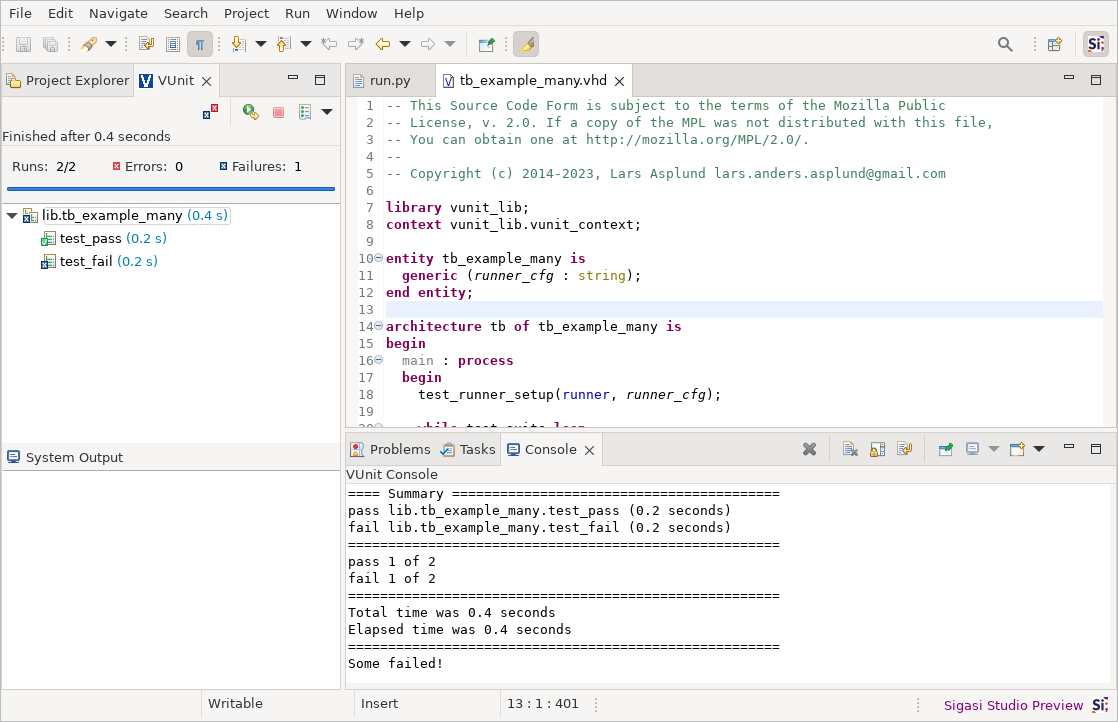 File Edit Navigate Search Project Run Window Help
Project Explorer VUnit
Finished after 0.4 seconds
Runs: 2/2 Errors: 0 Failures: 1
lib.tb_example_many (0.4 s)
test_pass (0.2 s)
test_fail (0.2 s)
System Output
run.py tb_example_many.vhd
1 -- This Source Code Form is subject to the terms of the Mozilla Public
2 -- License, v. 2.0. If a copy of the MPL was not distributed with this file,
3 -- You can obtain one at http://mozilla.org/MPL/2.0/.
4 --
5 -- Copyright (c) 2014-2023, Lars Asplund lars.anders.asplund@gmail.com
6
7 library vunit_lib;
8 context vunit_lib.vunit_context;
9
10 entity tb_example_many is
11 generic (runner_cfg : string);
12 end entity;
13
14 architecture tb of tb_example_many is
15 begin
16 main : process
17 begin
18 test_runner_setup(runner, runner_cfg);
19
20 while test_suite loop
Problems Tasks Console
VUnit Console
==== Summary =========================================
pass lib.tb_example_many.test_pass (0.2 seconds)
fail lib.tb_example_many.test_fail (0.2 seconds)
======================================================
pass 1 of 2
fail 1 of 2
======================================================
Total time was 0.4 seconds
Elapsed time was 0.4 seconds
======================================================
Some failed!
Writable Insert 13 : 1 : 401 Sigasi Studio Preview Si